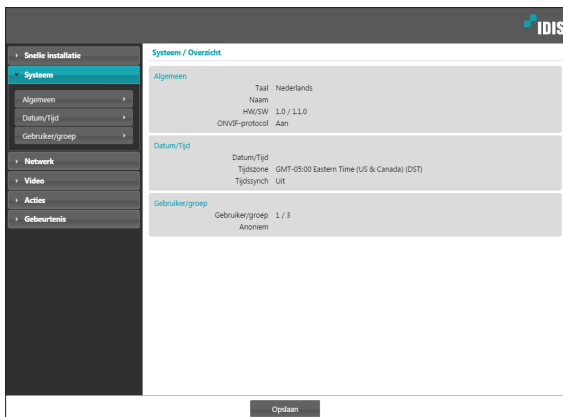 IDIS
Snelle installatie
Systeem
Algemeen
Datum/Tijd
Gebruiker/groep
Netwerk
Video
Acties
Gebeurtenis
Systeem / Overzicht
Algemeen
Taal Nederlands
Naam
HW/SW 1.0 / 1.1.0
ONVIF-protocol Aan
Datum/Tijd
Datum/Tijd
Tijdszone GMT-05:00 Eastern Time (US & Canada) (DST)
Tijdssynch Uit
Gebruiker/groep
Gebruiker/groep 1 / 3
Anoniem
Opslaan